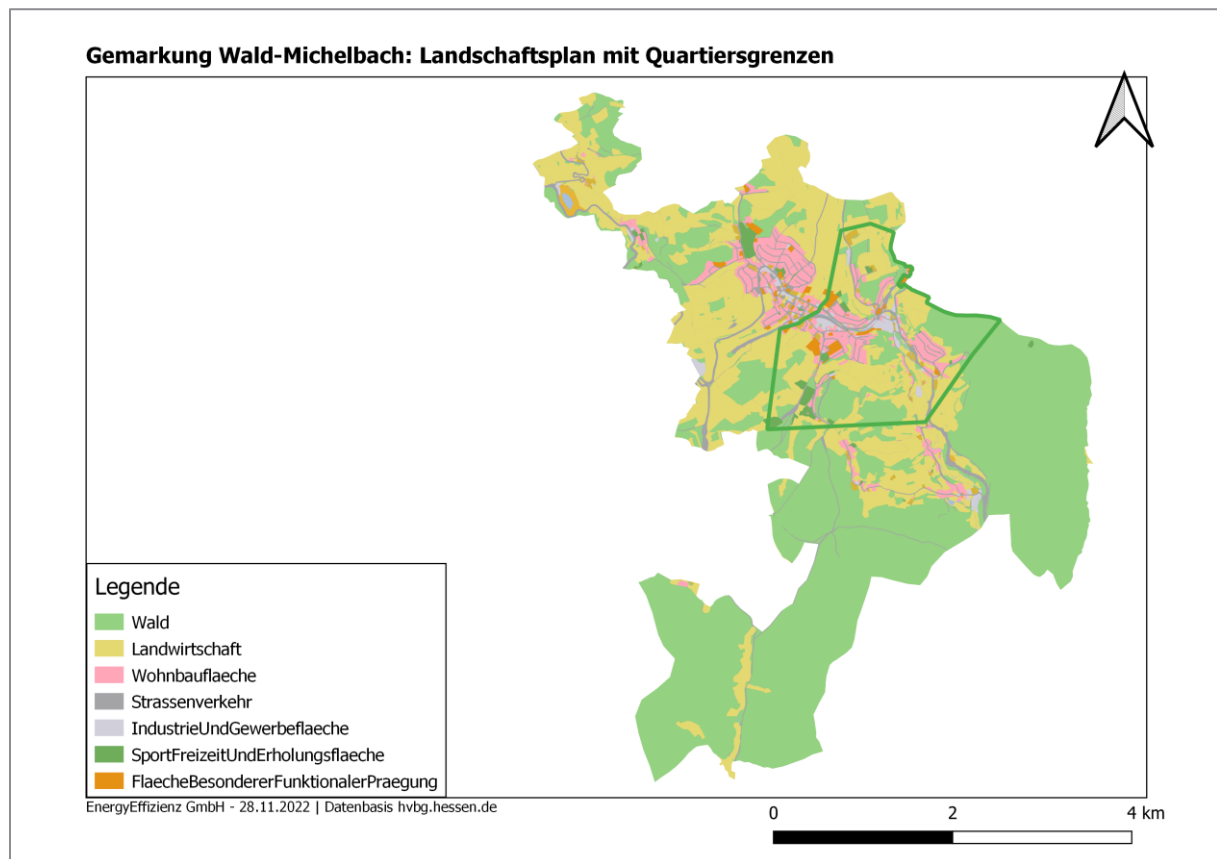 Gemarkung Wald-Michelbach: Landschaftsplan mit Quartiersgrenzen
Legende
Wald
Landwirtschaft
Wohnbauflaeche
Strassenverkehr
IndustrieUndGewerbeflaeche
SportFreizeitUndErholungsflaeche
FlaecheBesondererFunktionalerPraegung
EnergyEffizienz GmbH - 28.11.2022 | Datenbasis hvbg.hessen.de
0 2 4 km